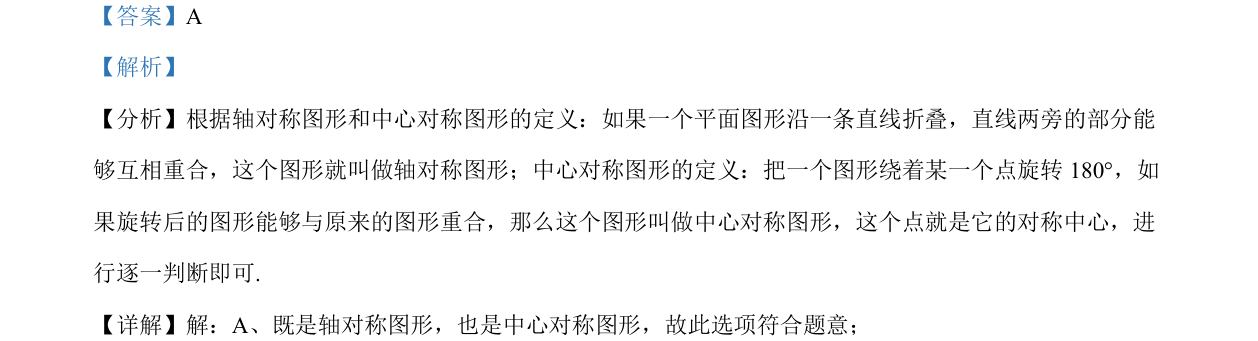 【答案】A
【解析】
【分析】根据轴对称图形和中心对称图形的定义：如果一个平面图形沿一条直线折叠，直线两旁的部分能
够互相重合，这个图形就叫做轴对称图形；中心对称图形的定义：把一个图形绕着某一个点旋转 180°，如
果旋转后的图形能够与原来的图形重合，那么这个图形叫做中心对称图形，这个点就是它的对称中心，进
行逐一判断即可.
【详解】解：A、既是轴对称图形，也是中心对称图形，故此选项符合题意；